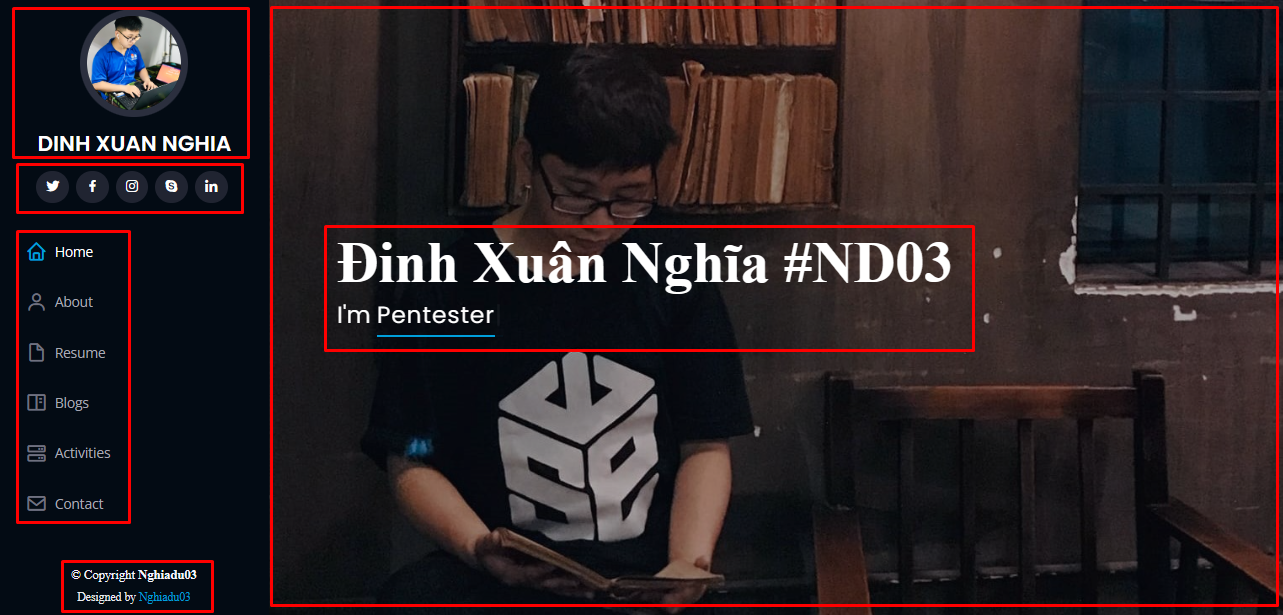 DINH XUAN NGHIA
Home
About
Resume
Blogs
Activities
Contact
© Copyright Nghiadu03
Designed by Nghiadu03
Đinh Xuân Nghĩa #ND03
I'm Pentester